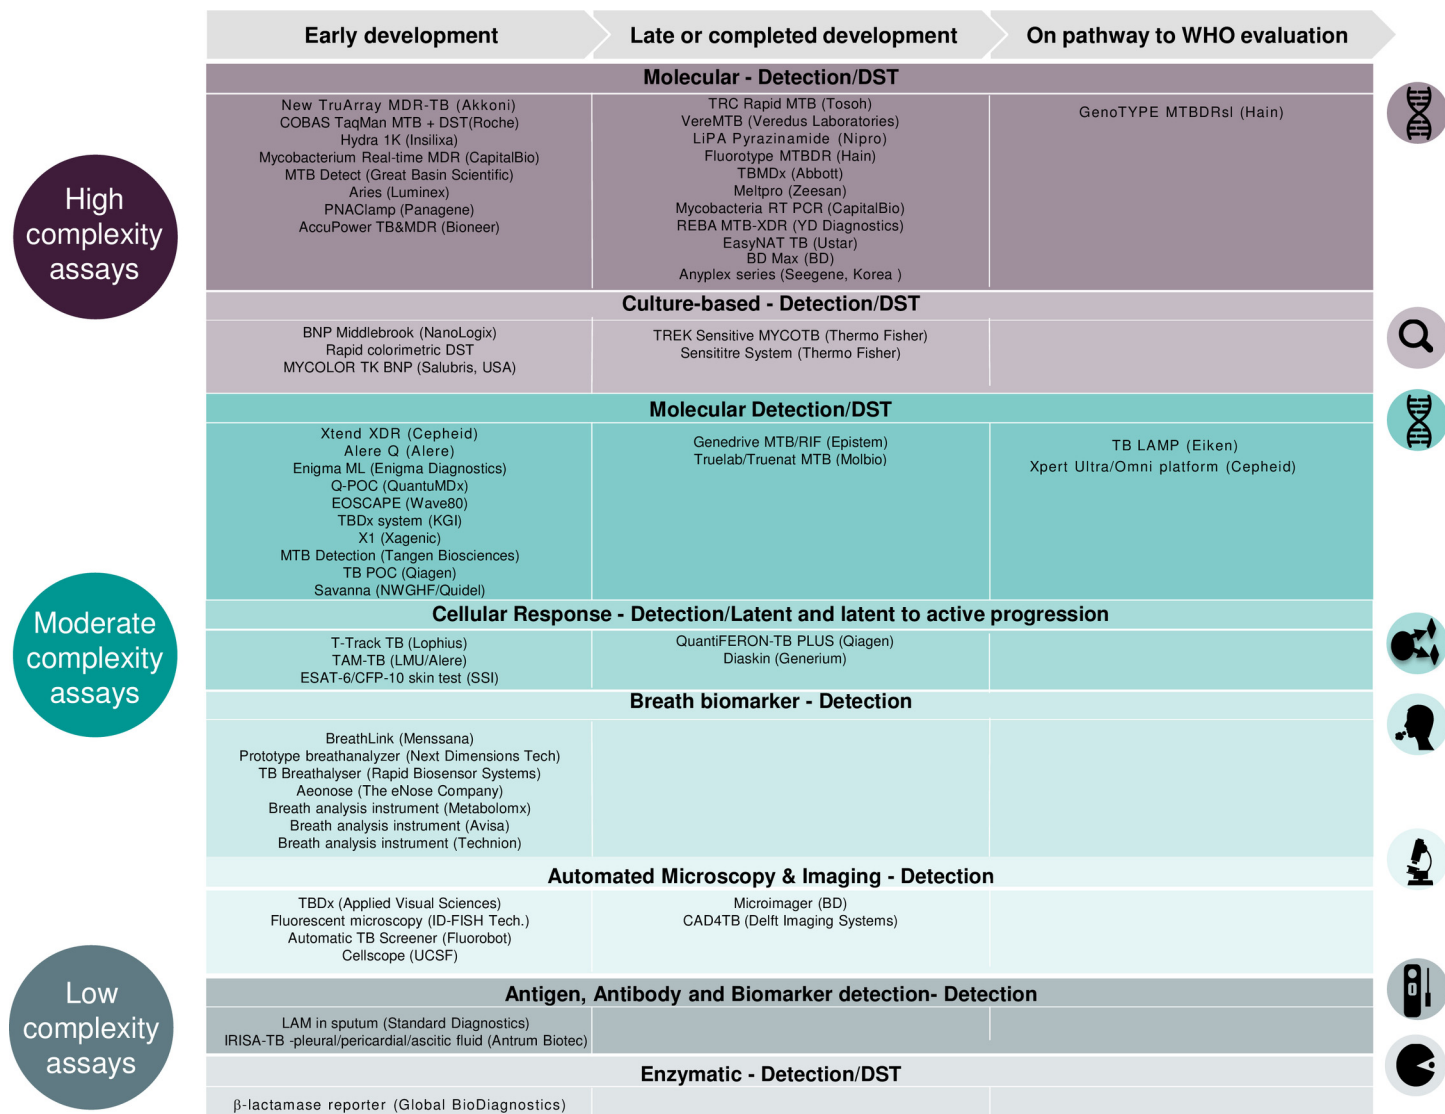 Early development
Late or completed development
On pathway to WHO evaluation
High
complexity
assays
Molecular - Detection/DST
New TruArray MDR-TB (Akkoni)
COBAS TaqMan MTB + DST(Roche)
Hydra 1K (Insilixa)
Mycobacterium Real-time MDR (CapitalBio)
MTB Detect (Great Basin Scientific)
Aries (Luminex)
PNAClamp (Panagene)
AccuPower TB&MDR (Bioneer)
TRC Rapid MTB (Tosoh)
VereMTB (Veredus Laboratories)
LiPA Pyrazinamide (Nipro)
Fluorotype MTBDR (Hain)
TBMDx (Abbott)
Meltpro (Zeesan)
Mycobacteria RT PCR (CapitalBio)
REBA MTB-XDR (YD Diagnostics)
EasyNAT TB (Ustar)
BD Max (BD)
Anyplex series (Seegene, Korea )
GenoTYPE MTBDRsl (Hain)
Culture-based - Detection/DST
BNP Middlebrook (NanoLogix)
Rapid colorimetric DST
MYCOLOR TK BNP (Salubris, USA)
TREK Sensitive MYCOTB (Thermo Fisher)
Sensititre System (Thermo Fisher)
Moderate
complexity
assays
Molecular Detection/DST
Xtend XDR (Cepheid)
Alere Q (Alere)
Enigma ML (Enigma Diagnostics)
Q-POC (QuantuMDx)
EOSCAPE (Wave80)
TBDx system (KGI)
X1 (Xagenic)
MTB Detection (Tangen Biosciences)
TB POC (Qiagen)
Savanna (NWGHF/Quidel)
Genedrive MTB/RIF (Epistem)
Truelab/Truenat MTB (Molbio)
TB LAMP (Eiken)
Xpert Ultra/Omni platform (Cepheid)
Cellular Response - Detection/Latent and latent to active progression
T-Track TB (Lophius)
TAM-TB (LMU/Alere)
ESAT-6/CFP-10 skin test (SSI)
QuantiFERON-TB PLUS (Qiagen)
Diaskin (Generium)
Breath biomarker - Detection
BreathLink (Menssana)
Prototype breathanalyzer (Next Dimensions Tech)
TB Breathalyser (Rapid Biosensor Systems)
Aeonose (The eNose Company)
Breath analysis instrument (Metabolomx)
Breath analysis instrument (Avisa)
Breath analysis instrument (Technion)
Automated Microscopy & Imaging - Detection
TBDx (Applied Visual Sciences)
Fluorescent microscopy (ID-FISH Tech.)
Automatic TB Screener (Fluorobot)
Cellscope (UCSF)
Microimager (BD)
CAD4TB (Delft Imaging Systems)
Low
complexity
assays
Antigen, Antibody and Biomarker detection- Detection
LAM in sputum (Standard Diagnostics)
IRISA-TB -pleural/pericardial/ascitic fluid (Antrum Biotec)
Enzymatic - Detection/DST
β-lactamase reporter (Global BioDiagnostics)